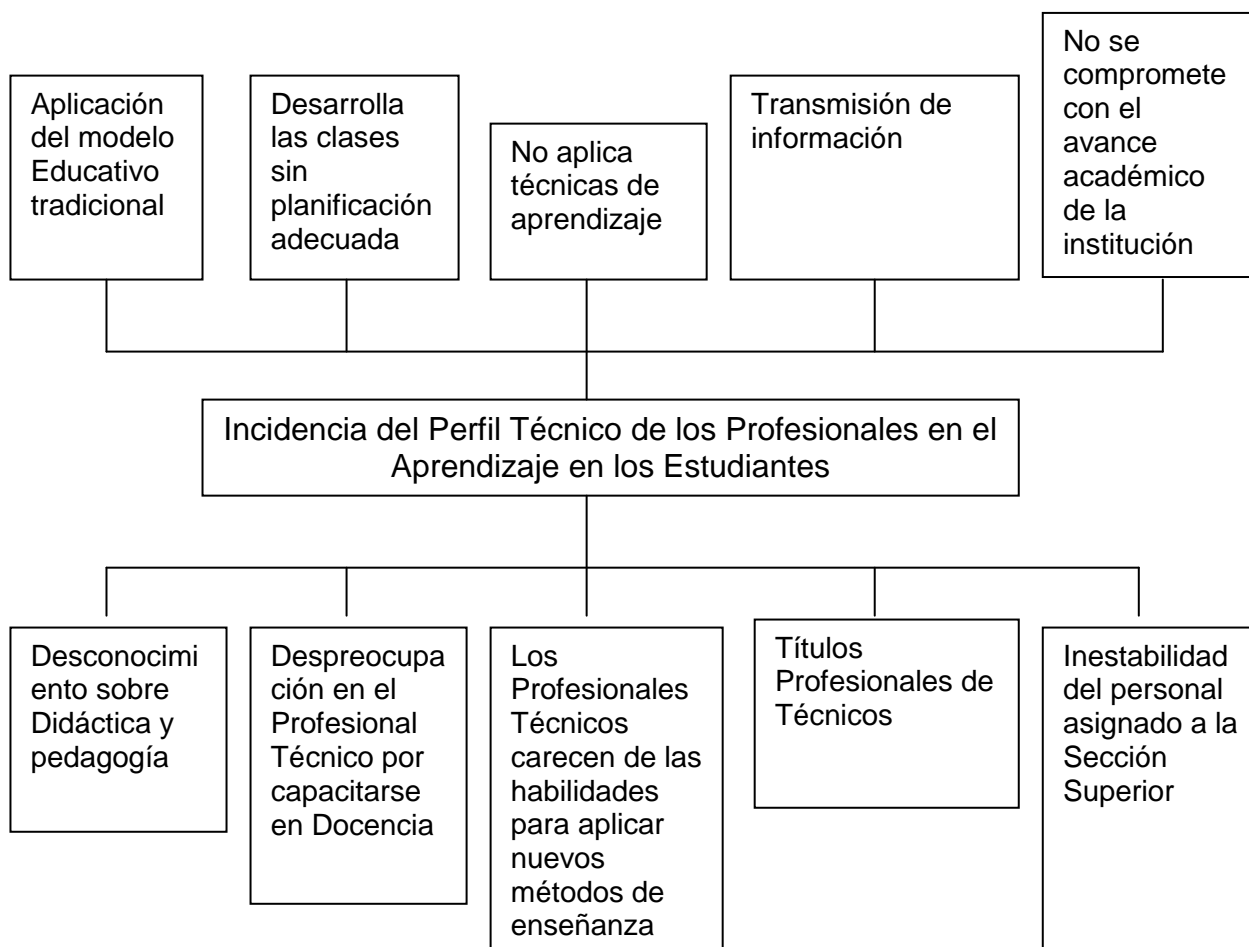 Aplicación
del modelo
Educativo
tradicional
Desarrolla
las clases
sin
planificación
adecuada
No aplica
técnicas de
aprendizaje
Transmisión de
información
No se
compromete
con el
avance
académico
de la
institución
Incidencia del Perfil Técnico de los Profesionales en el
Aprendizaje en los Estudiantes
Desconocimi
ento sobre
Didáctica y
pedagogía
Despreocupa
ción en el
Profesional
Técnico por
capacitarse
en Docencia
Los
Profesionales
Técnicos
carecen de las
habilidades
para aplicar
nuevos
métodos de
enseñanza
Títulos
Profesionales de
Técnicos
Inestabilidad
del personal
asignado a la
Sección
Superior